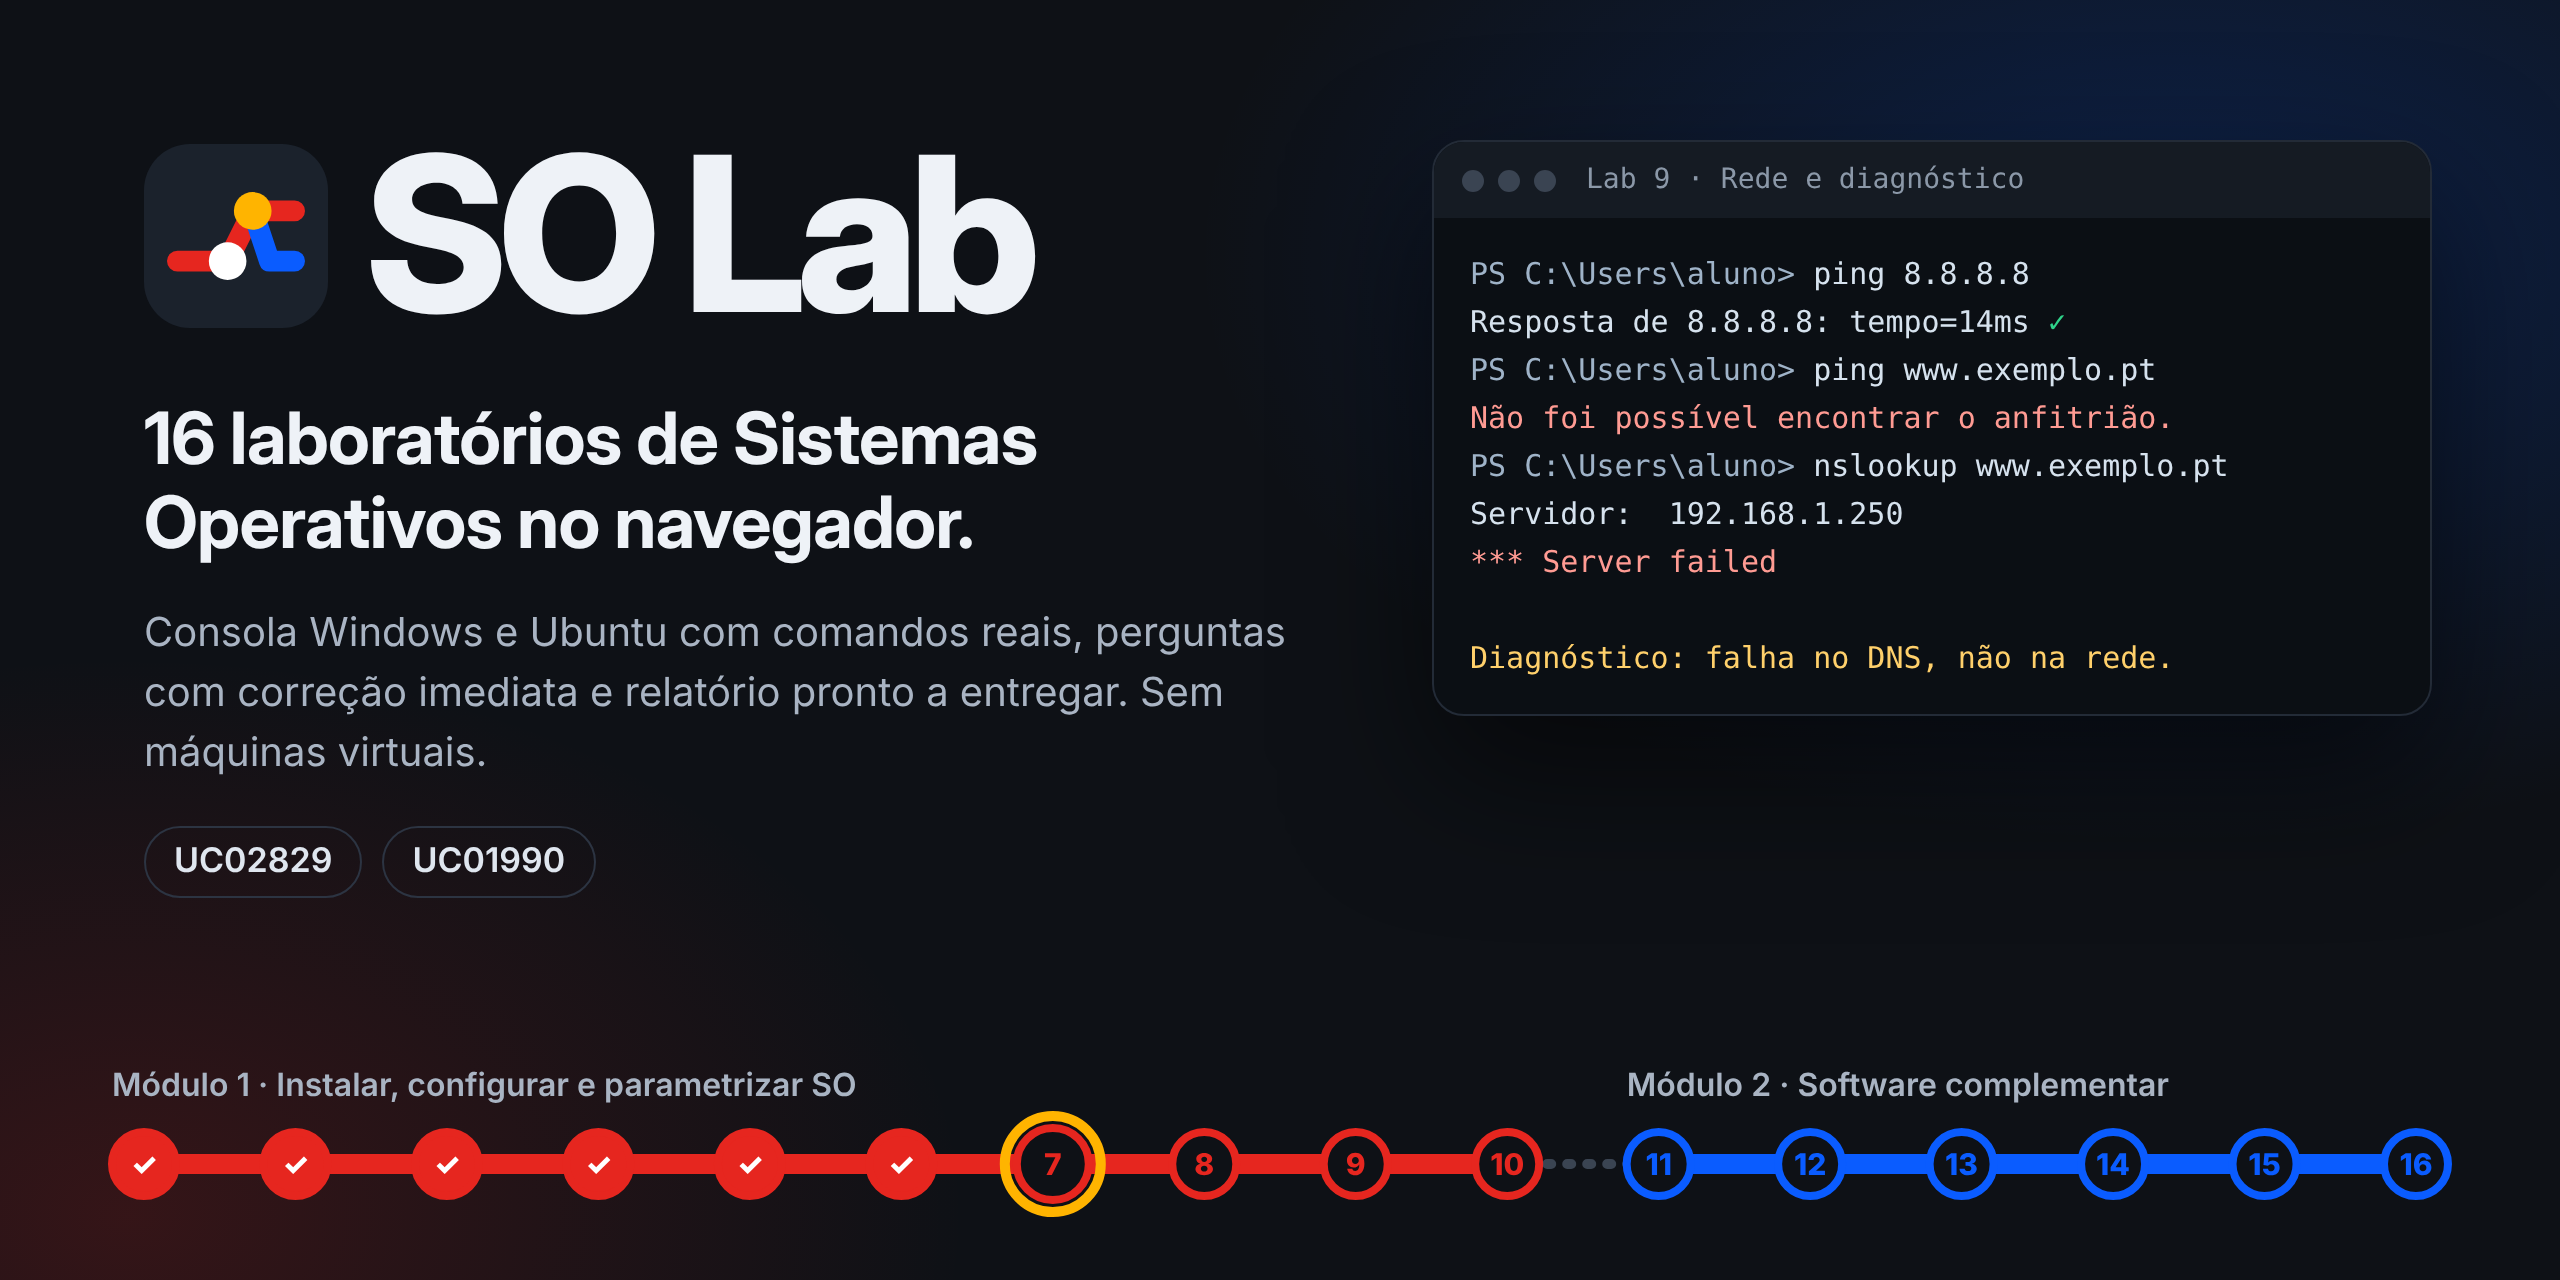 SO Lab
16 laboratórios de Sistemas
Operativos no navegador.
Consola Windows e Ubuntu com comandos reais, perguntas
com correção imediata e relatório pronto a entregar. Sem
máquinas virtuais.
UC02829
UC01990
Lab 9 · Rede e diagnóstico
PS C:\Users\aluno> ping 8.8.8.8
Resposta de 8.8.8.8: tempo=14ms ✓
PS C:\Users\aluno> ping www.exemplo.pt
Não foi possível encontrar o anfitrião.
PS C:\Users\aluno> nslookup www.exemplo.pt
Servidor:  192.168.1.250
*** Server failed
Diagnóstico: falha no DNS, não na rede.
Módulo 1 · Instalar, configurar e parametrizar SO
Módulo 2 · Software complementar
7 8 9 10 11 12 13 14 15 16